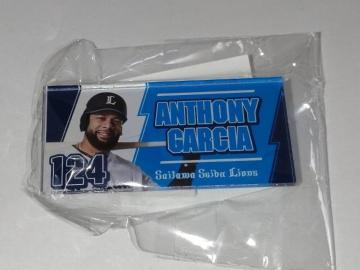 L
ANTHONY
GARCIA
124
Saitama Seibu Lions